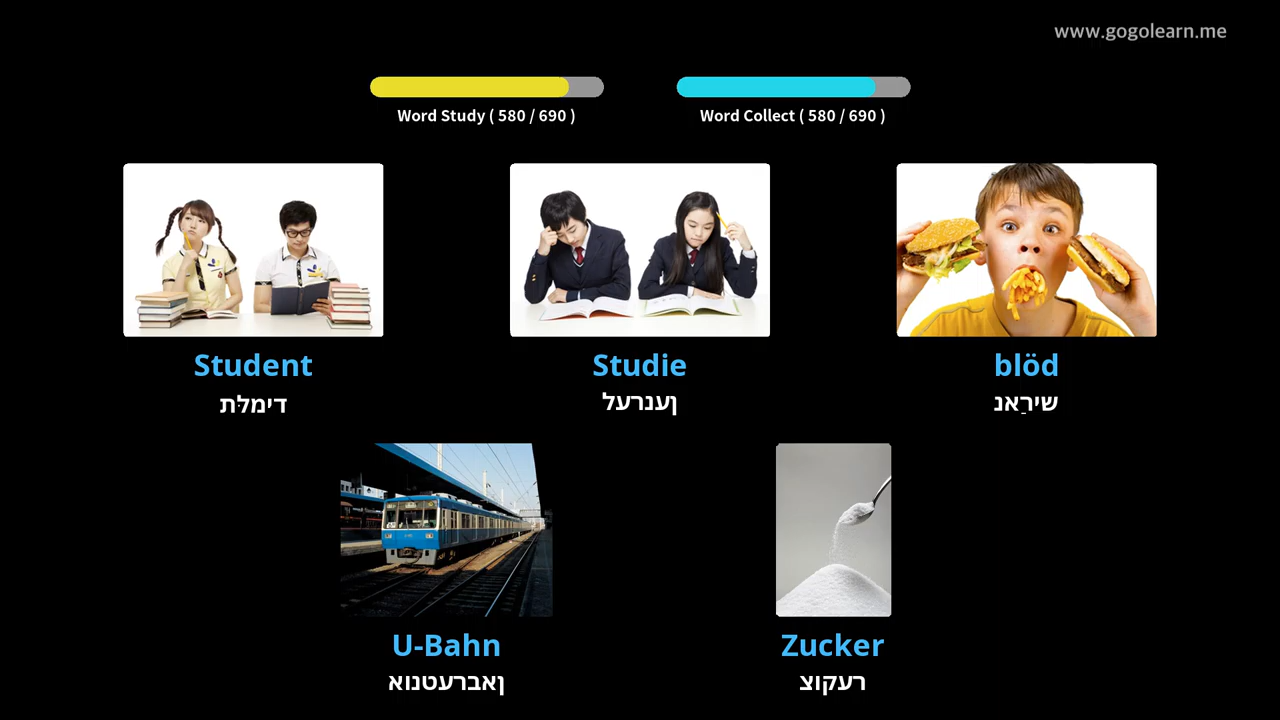 www.gogolearn.me
Word Study ( 580 / 690 )
Word Collect ( 580 / 690 )
Student
Studie
blöd
דימלּת
ןענרעל
שירַאנ
U-Bahn
Zucker
ןאברעטנוא
רעקוצ